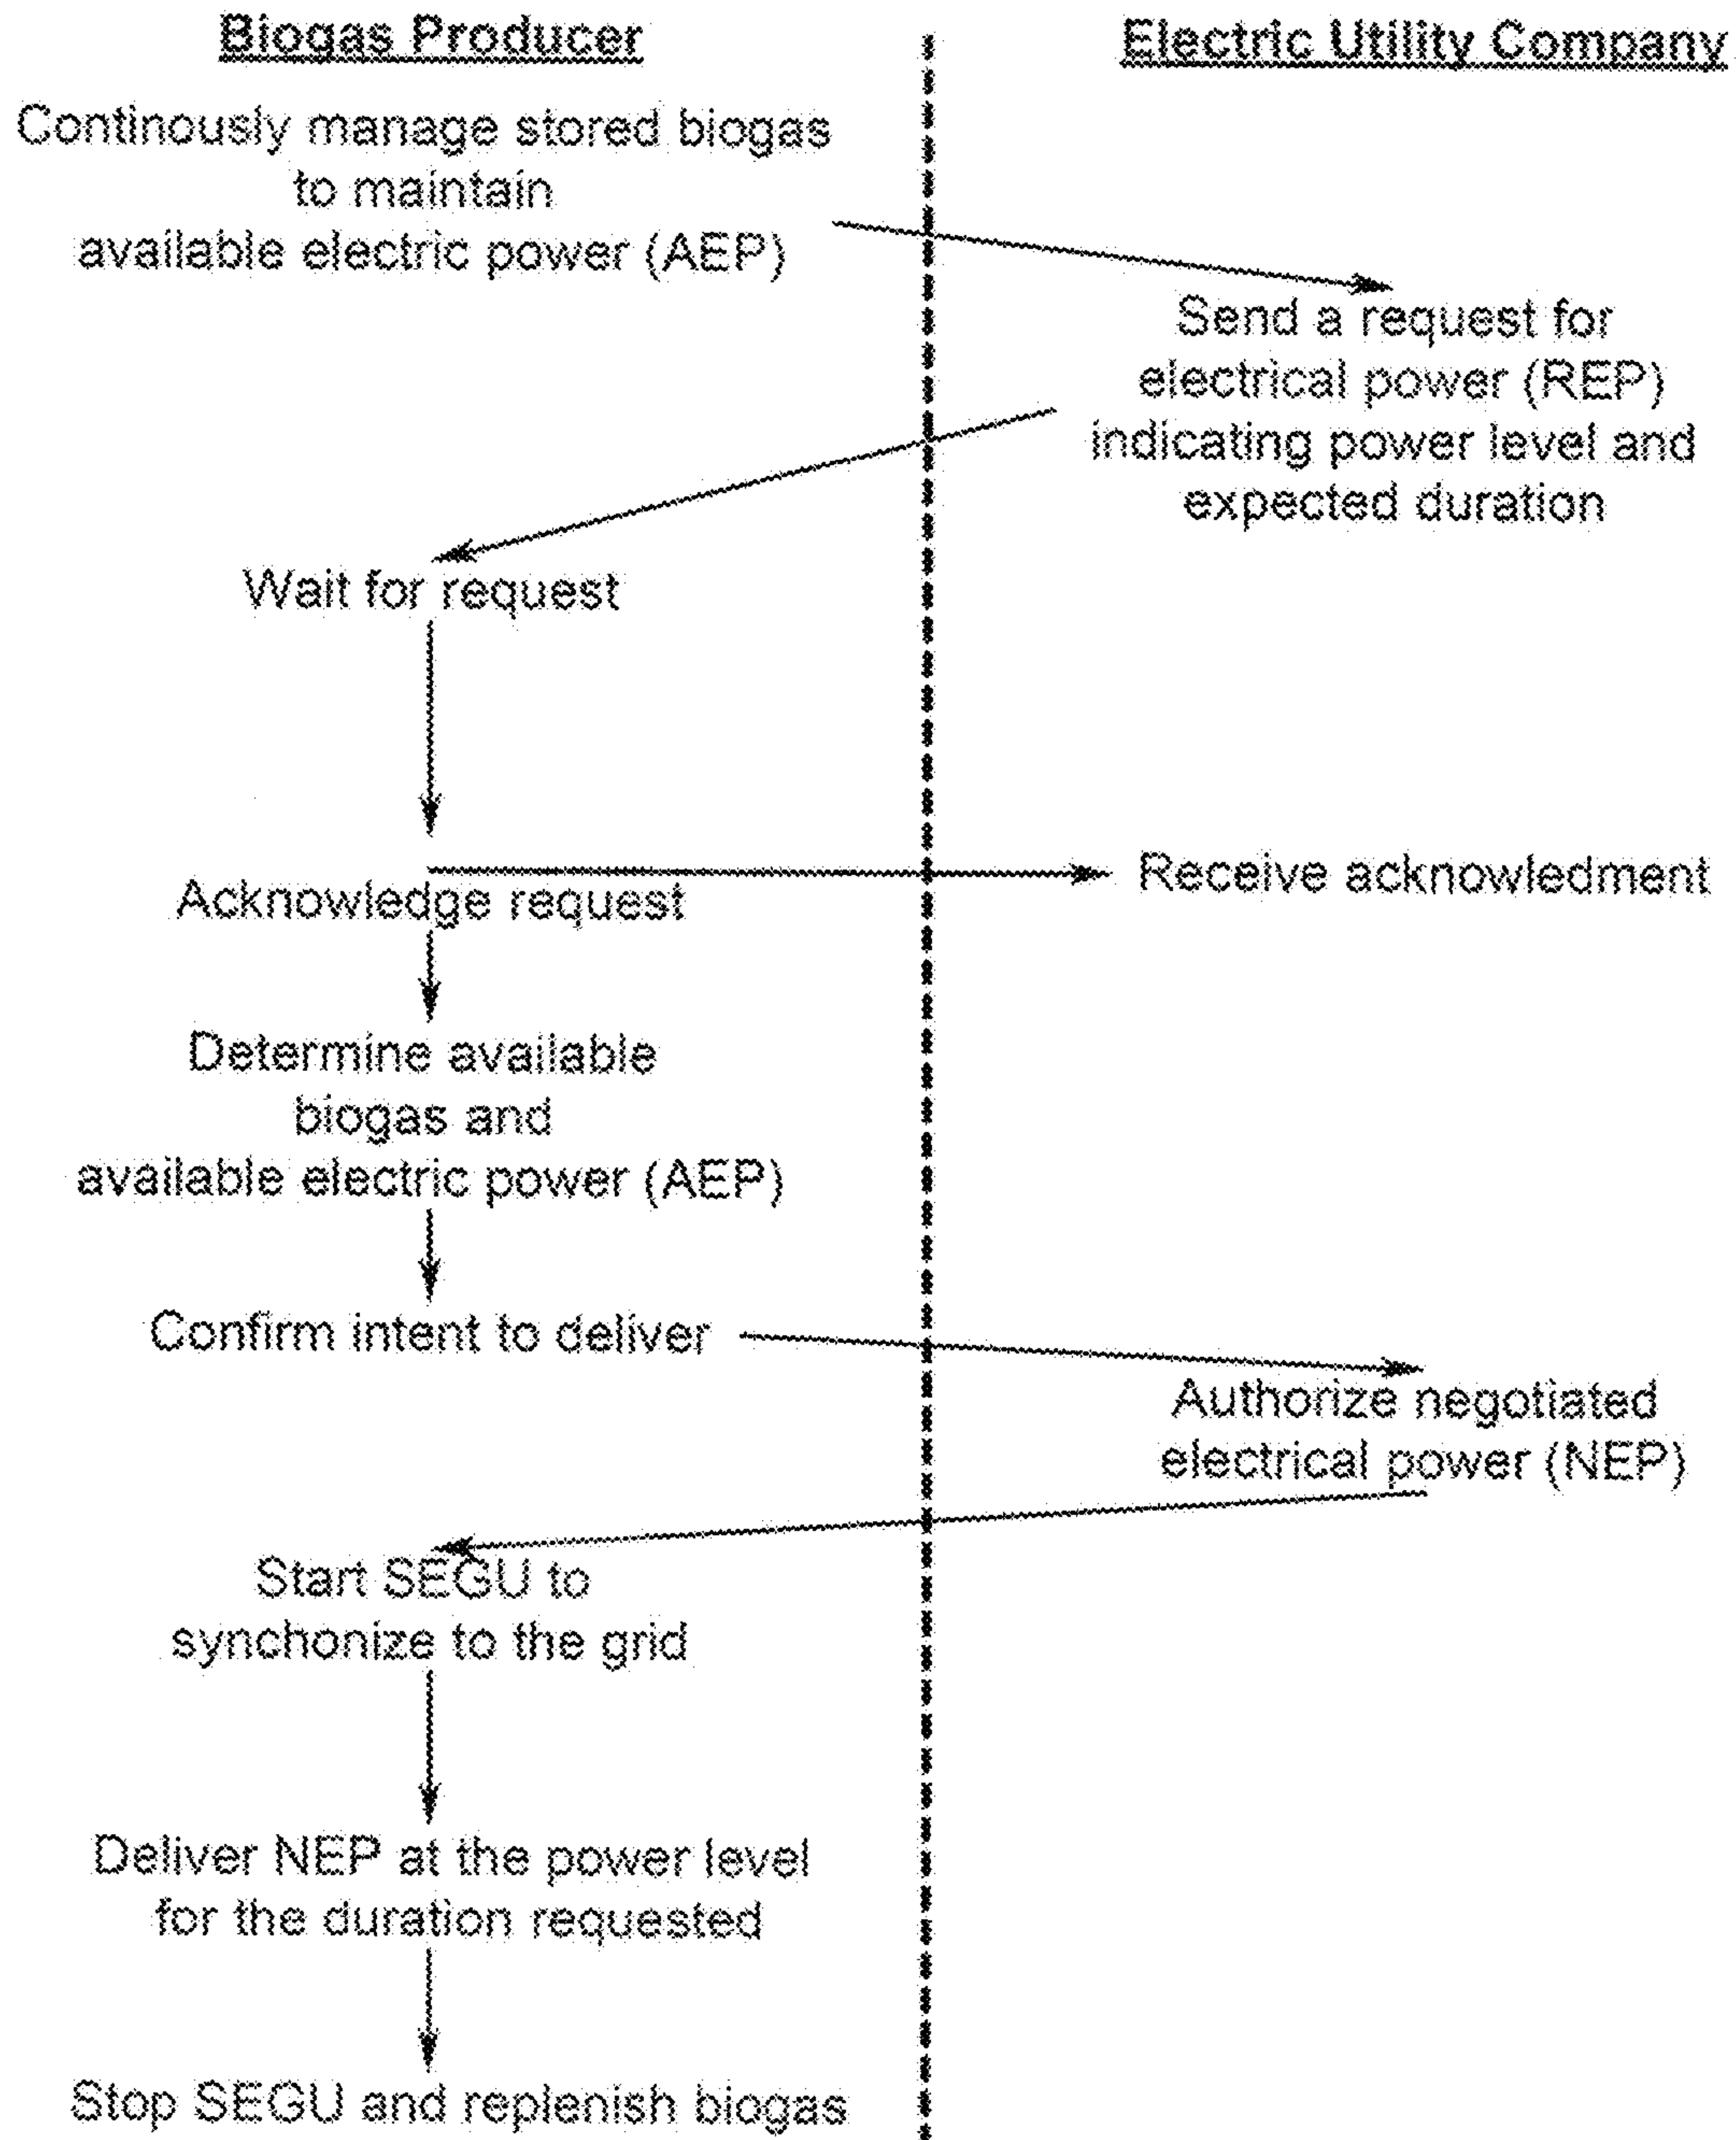 Biogas Producer
Electric Utility Company
Continously manage stored biogas
to maintain
available electric power (AEP)
Send a request for
electrical power (REP)
indicating power level and
expected duration
Wait for request
Acknowledge request
Receive acknowledment
Determine available
biogas and
available electric power (AEP)
Confirm intent to deliver
Authorize negotiated
electrical power (NEP)
Start SEGU to
synchonize to the grid
Deliver NEP at the power level
for the duration requested
Stop SEGU and replenish biogas